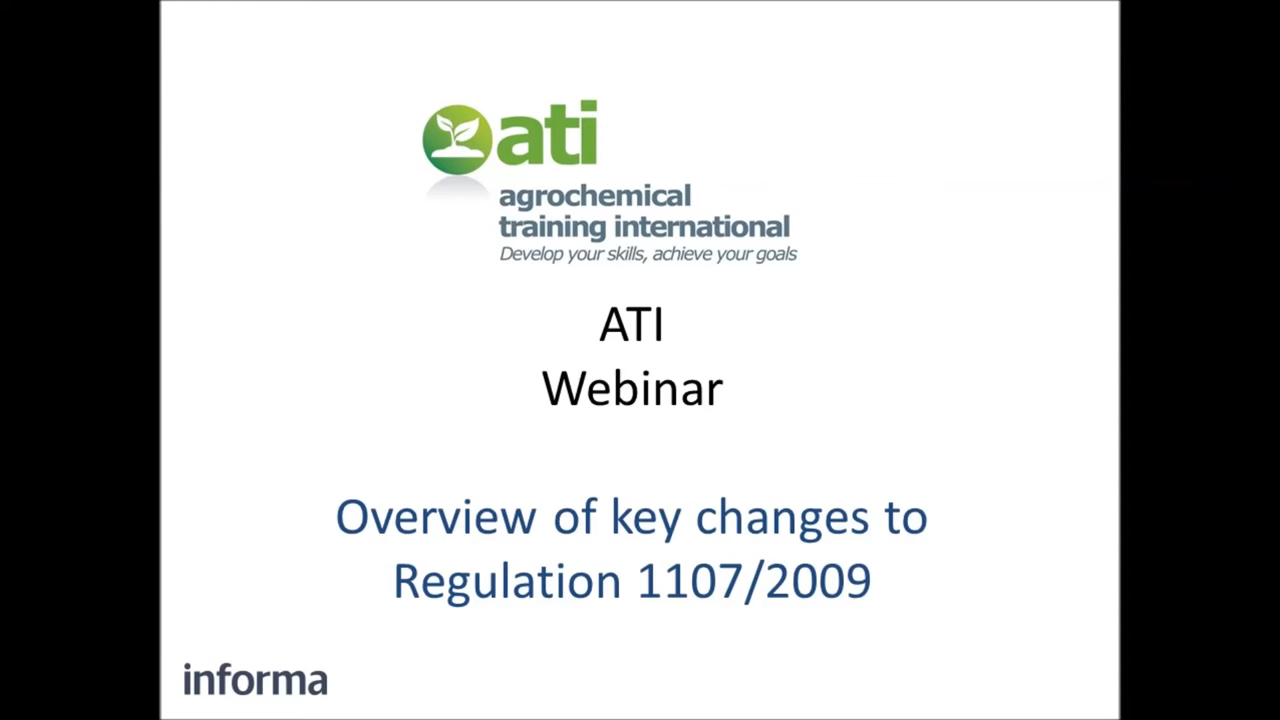 ati
agrochemical
training international
Develop your skills, achieve your goals
ATI
Webinar
Overview of key changes to
Regulation 1107/2009
informa